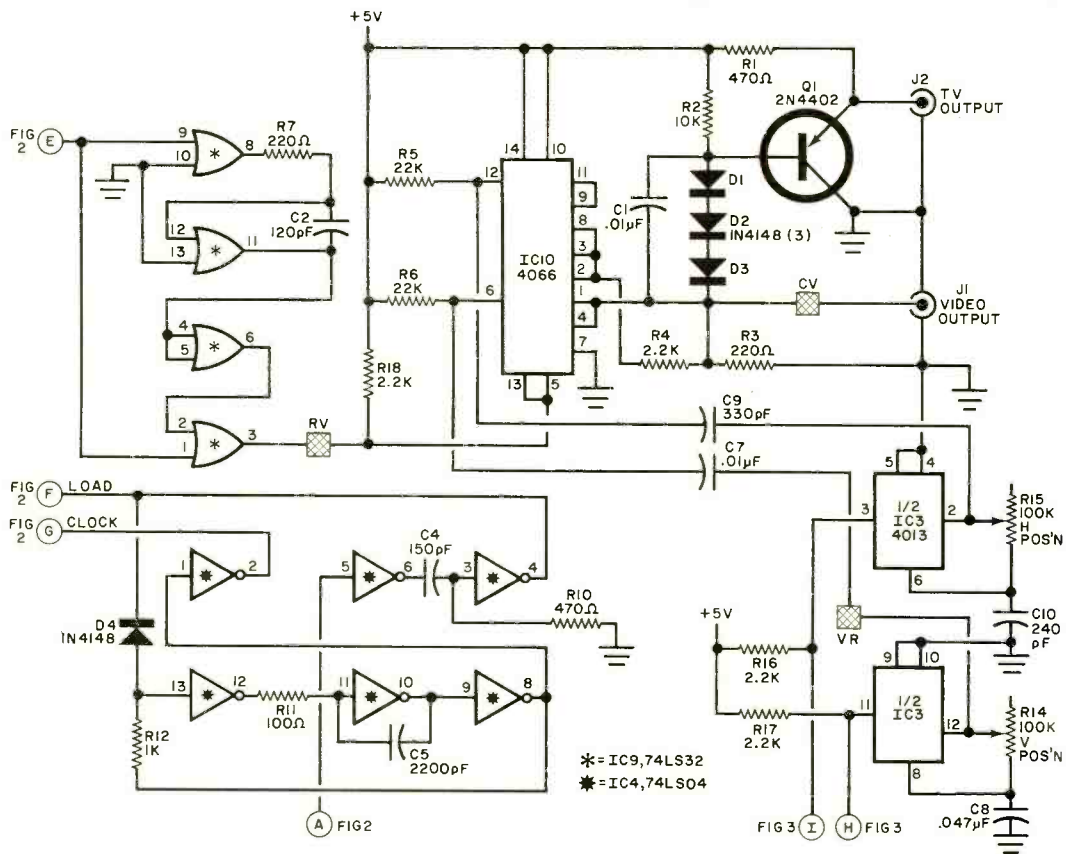 +5V
R1
470Ω
J2
TV
OUTPUT
Q1
2N4402
R2
10K
FIG
2
E
9
10
8
R7
220Ω
C2
120pF
12
13
11
4
5
6
2
1
3
RV
R5
22K
R6
22K
R18
2.2K
14
10
12
11
9
8
3
2
1
4
7
6
13
5
IC10
4066
C1
.01µF
D1
D2
1N4148 (3)
D3
CV
J1
VIDEO
OUTPUT
R4
2.2K
R3
220Ω
C9
330pF
C7
.01µF
FIG
2
F
LOAD
FIG
2
G
CLOCK
1
2
C4
150pF
5
6
3
4
R10
470Ω
D4
1N4148
13
12
R11
100Ω
11
10
9
8
C5
2200pF
R12
1K
A
FIG2
*=IC9,74LS32
✷=IC4,74LS04
5
4
3
1/2
IC3
4013
2
6
R15
100K
H
POS'N
C10
240
pF
VR
+5V
R16
2.2K
R17
2.2K
9
10
11
1/2
IC3
12
8
R14
100K
V
POS'N
C8
.047µF
FIG3
I
H
FIG3